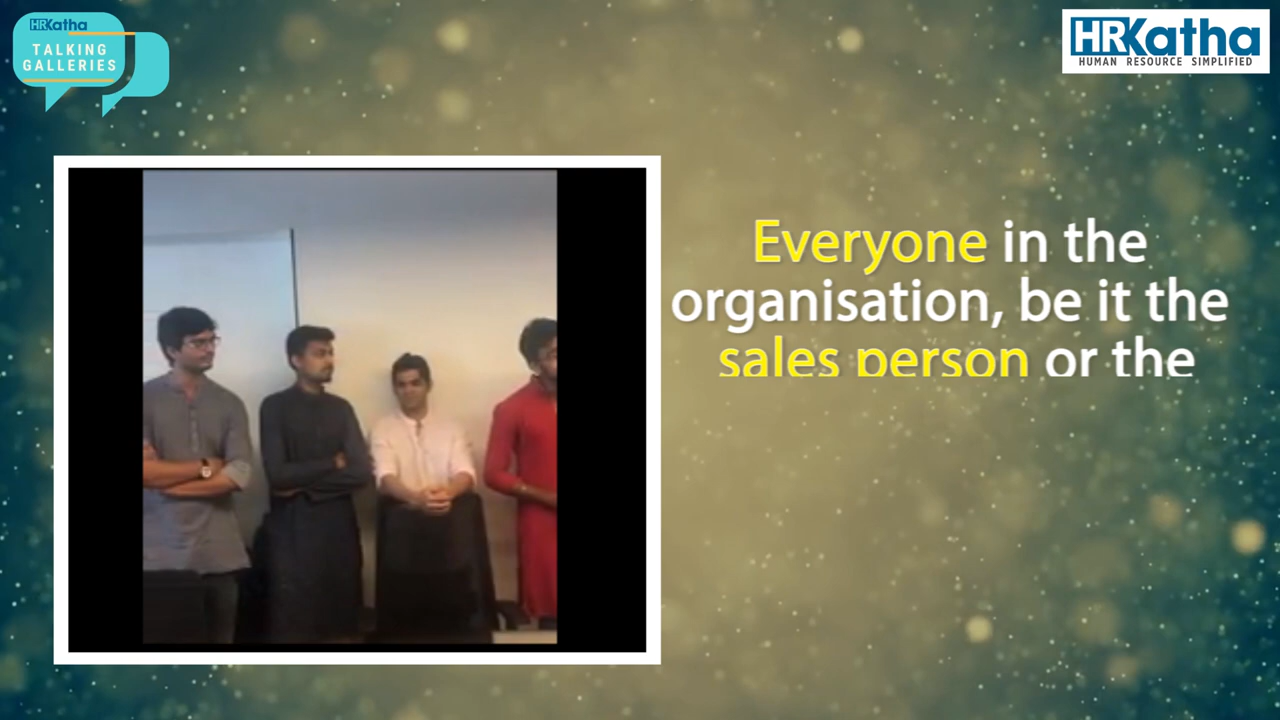 HRKatha
TALKING
GALLERIES
HRKatha
HUMAN RESOURCE SIMPLIFIED
Everyone in the
organisation, be it the
sales person or the